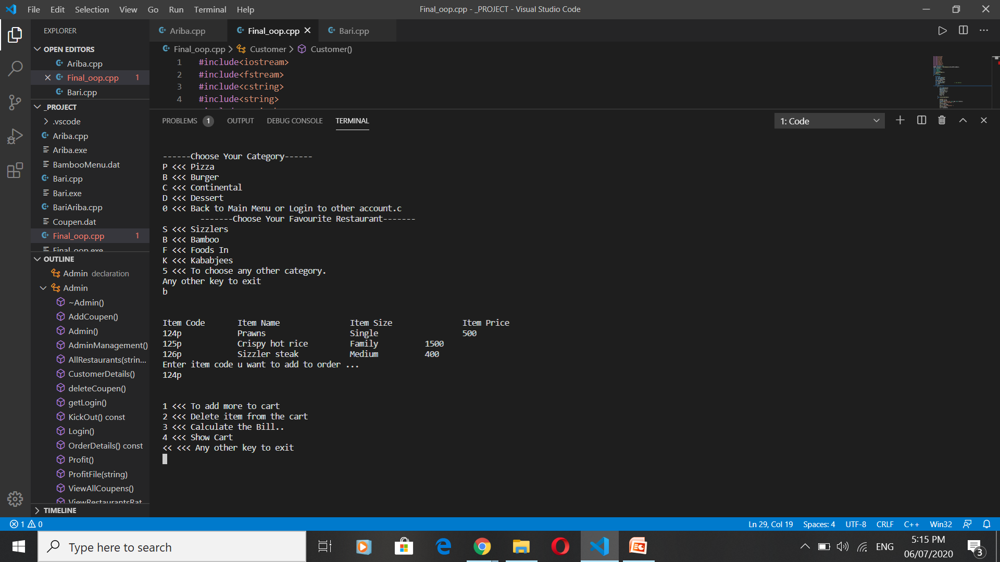 File Edit Selection View Go Run Terminal Help
Final_oop.cpp - _PROJECT - Visual Studio Code
EXPLORER
OPEN EDITORS
Ariba.cpp
Final_oop.cpp 1
Bari.cpp
_PROJECT
.vscode
Ariba.cpp
Ariba.exe
BambooMenu.dat
Bari.cpp
Bari.exe
BariAriba.cpp
Coupen.dat
Final_oop.cpp 1
Final_oop.exe
OUTLINE
Admin declaration
Admin
~Admin()
AddCoupen()
Admin()
AdminManagement()
AllRestaurants(strin...
CustomerDetails()
deleteCoupen()
getLogin()
KickOut() const
Login()
OrderDetails() const
Profit()
ProfitFile(string)
ViewAllCoupens()
ViewRestaurantsRat
TIMELINE
Ariba.cpp Final_oop.cpp Bari.cpp
Final_oop.cpp > Customer > Customer()
1 #include<iostream>
2 #include<fstream>
3 #include<cstring>
4 #include<string>
PROBLEMS 1 OUTPUT DEBUG CONSOLE TERMINAL
1: Code
------Choose Your Category------
P <<< Pizza
B <<< Burger
C <<< Continental
D <<< Dessert
0 <<< Back to Main Menu or Login to other account.c
-------Choose Your Favourite Restaurant-------
S <<< Sizzlers
B <<< Bamboo
F <<< Foods In
K <<< Kababjees
5 <<< To choose any other category.
Any other key to exit
b
Item Code Item Name Item Size Item Price
124p Prawns Single 500
125p Crispy hot rice Family 1500
126p Sizzler steak Medium 400
Enter item code u want to add to order ...
124p
1 <<< To add more to cart
2 <<< Delete item from the cart
3 <<< Calculate the Bill..
4 <<< Show Cart
<< <<< Any other key to exit
1 0
Ln 29, Col 19 Spaces: 4 UTF-8 CRLF C++ Win32
Type here to search
ENG
5:15 PM
06/07/2020
3